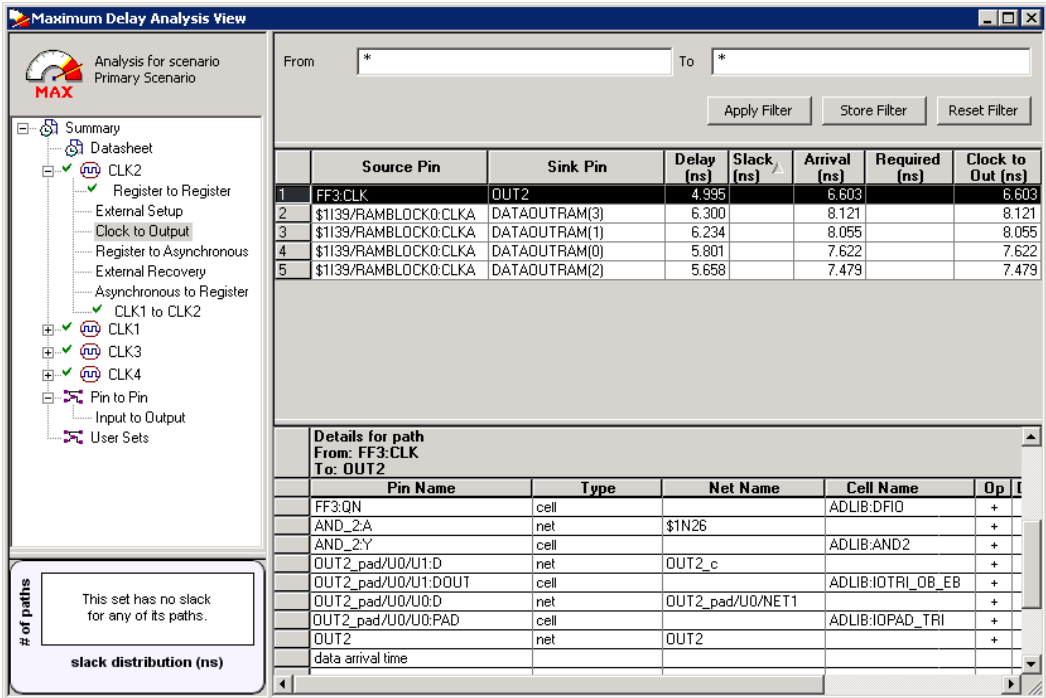 Maximum Delay Analysis View
Analysis for scenario
Primary Scenario
MAX
From * To *
Apply Filter Store Filter Reset Filter
Summary
Datasheet
CLK2
Register to Register
External Setup
Clock to Output
Register to Asynchronous
External Recovery
Asynchronous to Register
CLK1 to CLK2
CLK1
CLK3
CLK4
Pin to Pin
Input to Output
User Sets
# of paths
This set has no slack
for any of its paths.
slack distribution (ns)
Source Pin Sink Pin Delay (ns) Slack (ns) Arrival (ns) Required (ns) Clock to Out (ns)
1 FF3:CLK OUT2 4.995 6.603 6.603
2 $1I39/RAMBLOCK0:CLKA DATAOUTRAM(3) 6.300 8.121 8.121
3 $1I39/RAMBLOCK0:CLKA DATAOUTRAM(1) 6.234 8.055 8.055
4 $1I39/RAMBLOCK0:CLKA DATAOUTRAM(0) 5.801 7.622 7.622
5 $1I39/RAMBLOCK0:CLKA DATAOUTRAM(2) 5.658 7.479 7.479
Details for path
From: FF3:CLK
To: OUT2
Pin Name Type Net Name Cell Name Op
FF3:QN cell ADLIB:DFI0 +
AND_2:A net $1N26 +
AND_2:Y cell ADLIB:AND2 +
OUT2_pad/U0/U1:D net OUT2_c +
OUT2_pad/U0/U1:DOUT cell ADLIB:IOTRI_OB_EB +
OUT2_pad/U0/U0:D net OUT2_pad/U0/NET1 +
OUT2_pad/U0/U0:PAD cell ADLIB:IOPAD_TRI +
OUT2 net OUT2 +
data arrival time